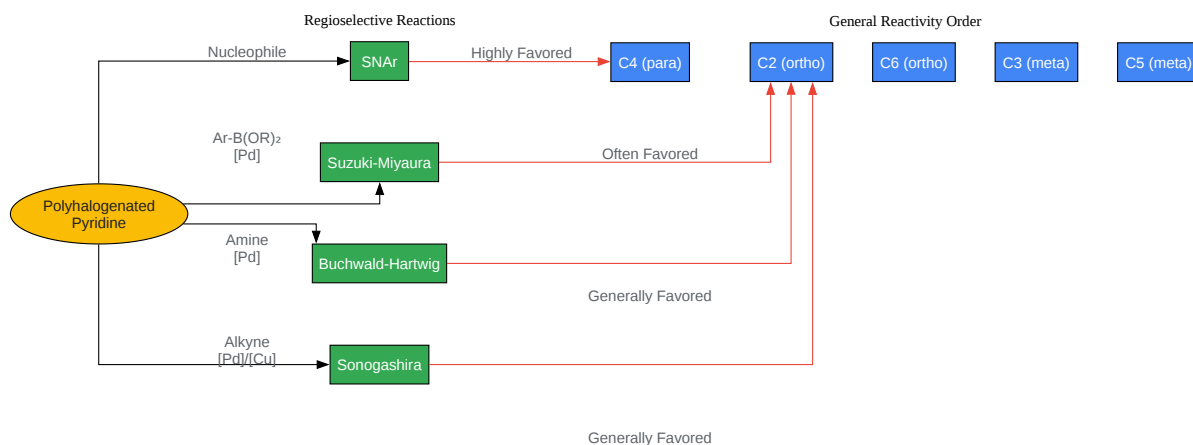 Regioselective Reactions
General Reactivity Order
Nucleophile
SNAr
Highly Favored
C4 (para)
C2 (ortho)
C6 (ortho)
C3 (meta)
C5 (meta)
Ar-B(OR)₂
[Pd]
Suzuki-Miyaura
Often Favored
Polyhalogenated
Pyridine
Amine
[Pd]
Buchwald-Hartwig
Generally Favored
Alkyne
[Pd]/[Cu]
Sonogashira
Generally Favored